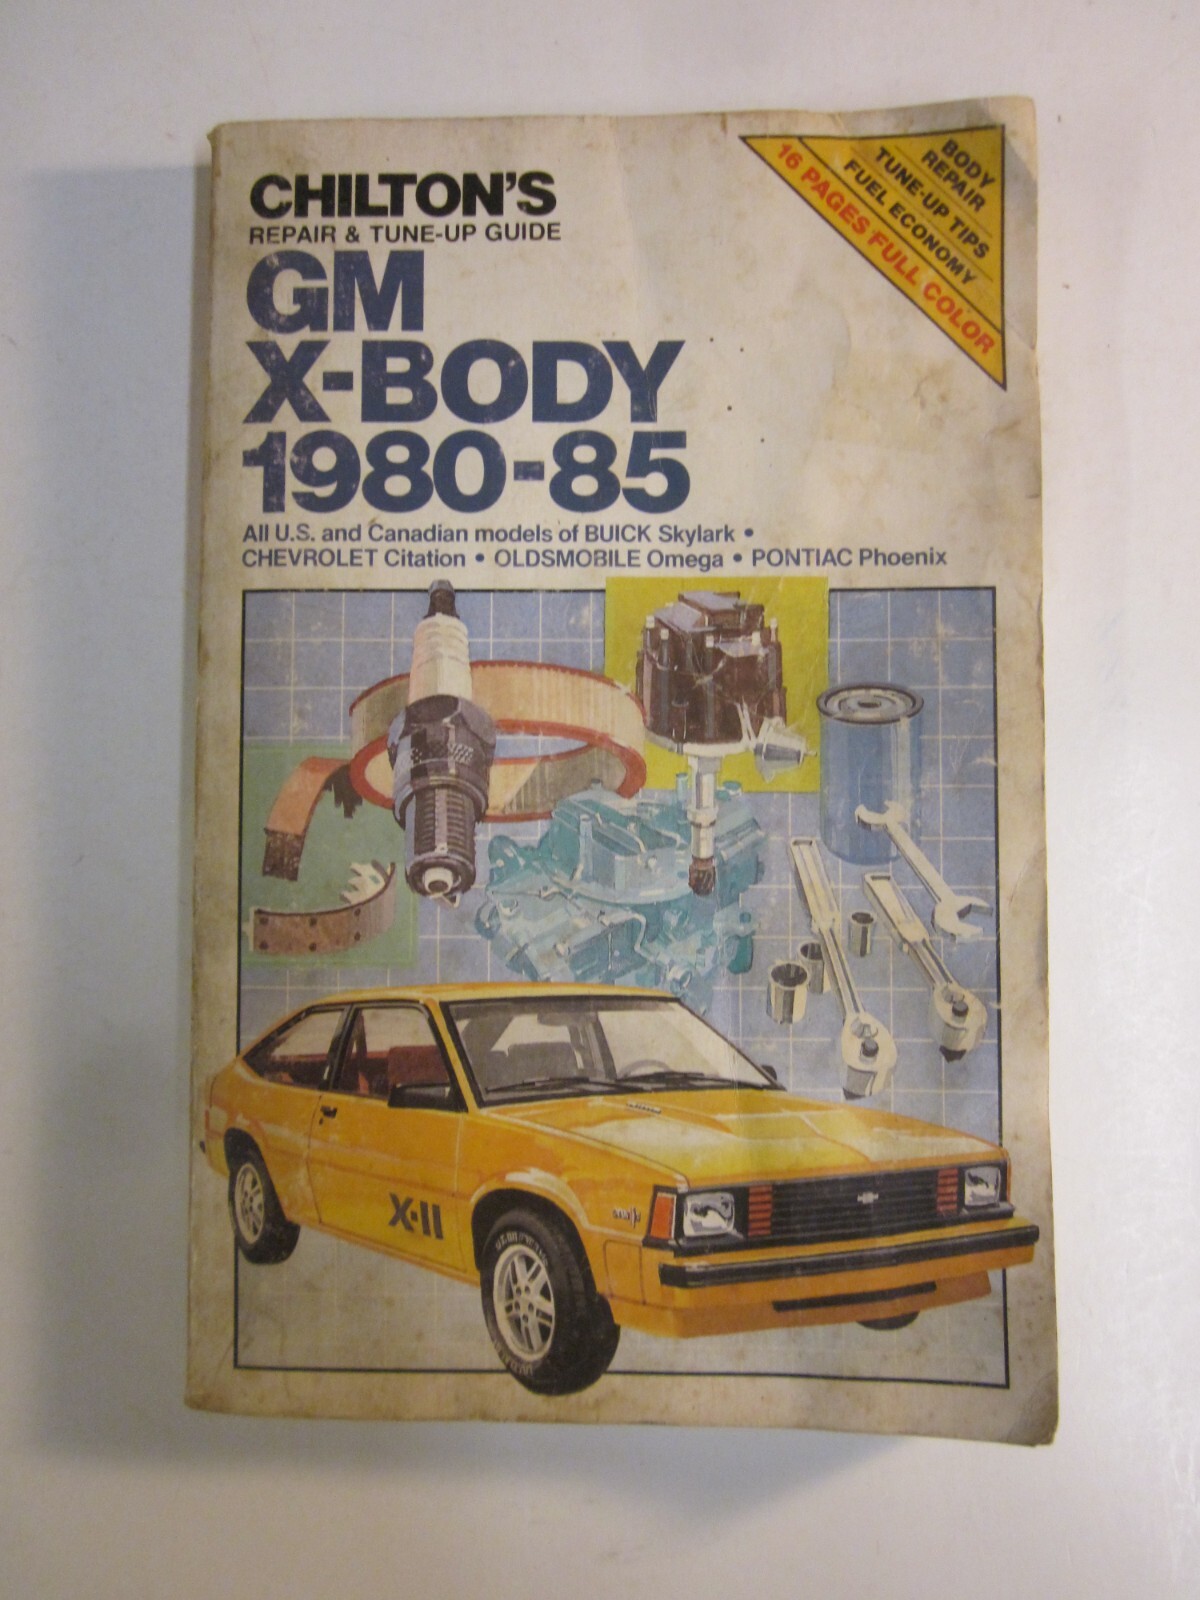 CHILTON'S
REPAIR & TUNE-UP GUIDE
GM
X-BODY
1980-85
All U.S. and Canadian models of BUICK Skylark •
CHEVROLET Citation • OLDSMOBILE Omega • PONTIAC Phoenix
BODY
REPAIR
TUNE-UP TIPS
FUEL ECONOMY
16 PAGES FULL COLOR
X-11